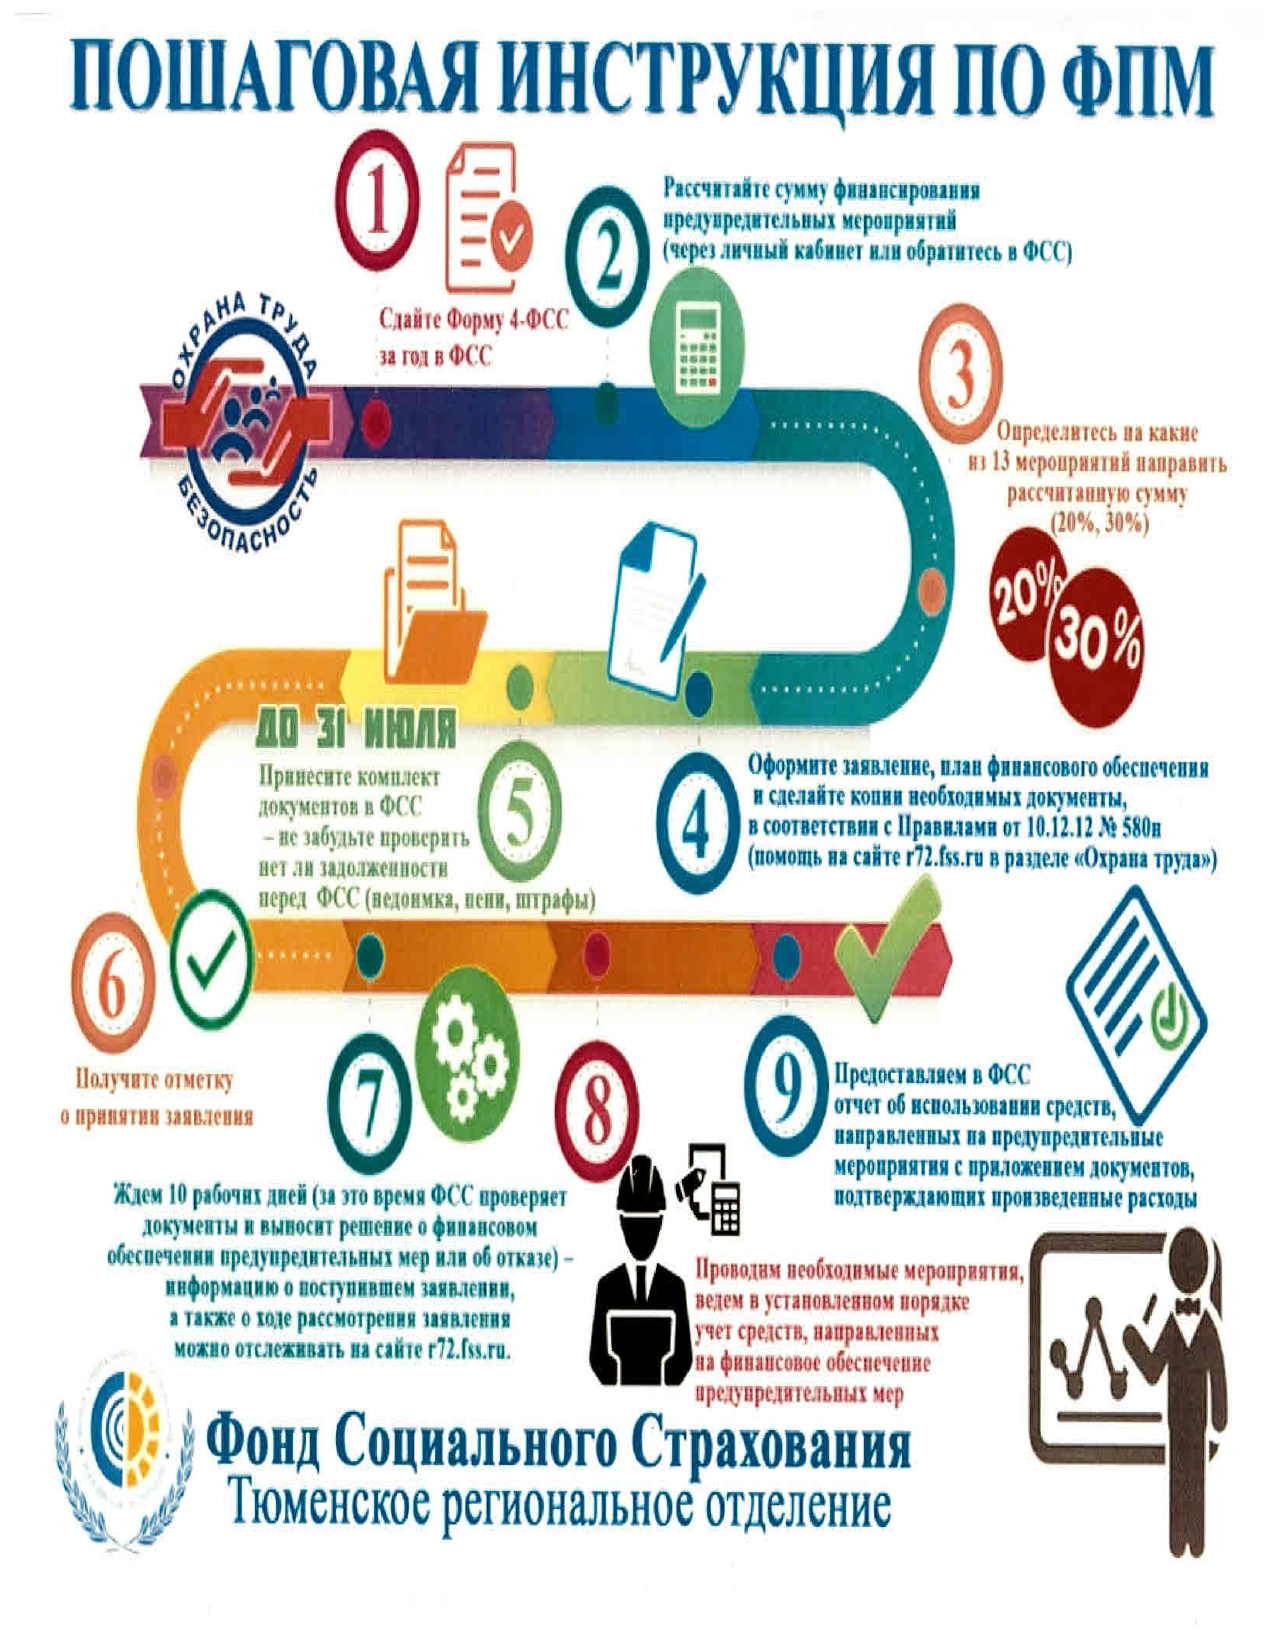 ПОШАГОВАЯ ИНСТРУКЦИЯ ПО ФПМ
1
Сдайте Форму 4-ФСС
за год в ФСС
2
Рассчитайте сумму финансирования
предупредительных мероприятий
(через личный кабинет или обратитесь в ФСС)
ОХРАНА ТРУДА
БЕЗОПАСНОСТЬ
3
Определитесь на какие
из 13 мероприятий направить
рассчитанную сумму
(20%, 30%)
20%
30%
4
Оформите заявление, план финансового обеспечения
и сделайте копии необходимых документы,
в соответствии с Правилами от 10.12.12 № 580н
(помощь на сайте r72.fss.ru в разделе «Охрана труда»)
ДО 31 ИЮЛЯ
5
Принесите комплект
документов в ФСС
– не забудьте проверить
нет ли задолженности
перед ФСС (недоимка, пени, штрафы)
6
Получите отметку
о принятии заявления
7
Ждем 10 рабочих дней (за это время ФСС проверяет
документы и выносит решение о финансовом
обеспечении предупредительных мер или об отказе) –
информацию о поступившем заявлении,
а также о ходе рассмотрения заявления
можно отслеживать на сайте r72.fss.ru.
8
Проводим необходимые мероприятия,
ведем в установленном порядке
учет средств, направленных
на финансовое обеспечение
предупредительных мер
9
Предоставляем в ФСС
отчет об использовании средств,
направленных на предупредительные
мероприятия с приложением документов,
подтверждающих произведенные расходы
Фонд Социального Страхования
Тюменское региональное отделение